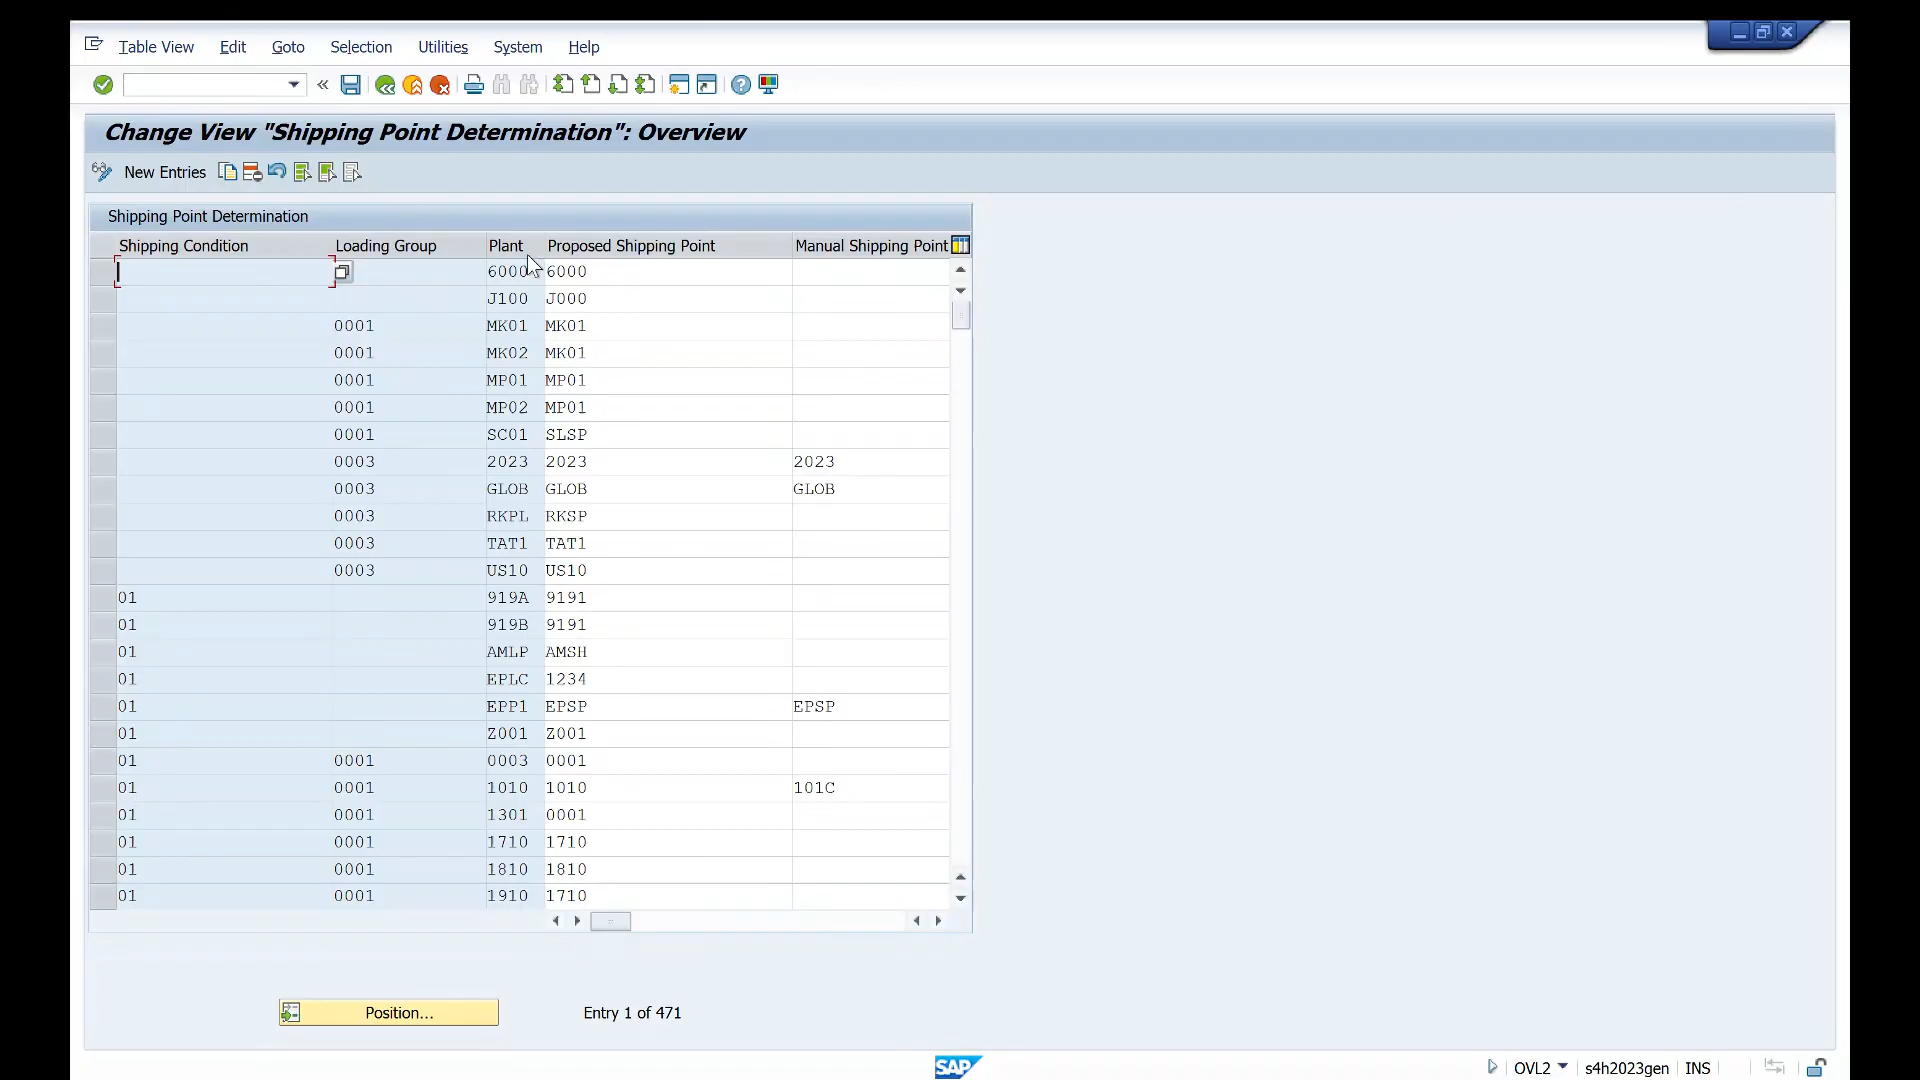 Table View Edit Goto Selection Utilities System Help
Change View "Shipping Point Determination": Overview
New Entries
Shipping Point Determination
Shipping Condition Loading Group Plant Proposed Shipping Point Manual Shipping Point
6000 6000
J100 J000
0001 MK01 MK01
0001 MK02 MK01
0001 MP01 MP01
0001 MP02 MP01
0001 SC01 SLSP
0003 2023 2023 2023
0003 GLOB GLOB GLOB
0003 RKPL RKSP
0003 TAT1 TAT1
0003 US10 US10
01 919A 9191
01 919B 9191
01 AMLP AMSH
01 EPLC 1234
01 EPP1 EPSP EPSP
01 Z001 Z001
01 0001 0003 0001
01 0001 1010 1010 101C
01 0001 1301 0001
01 0001 1710 1710
01 0001 1810 1810
01 0001 1910 1710
Position... Entry 1 of 471
SAP OVL2 s4h2023gen INS